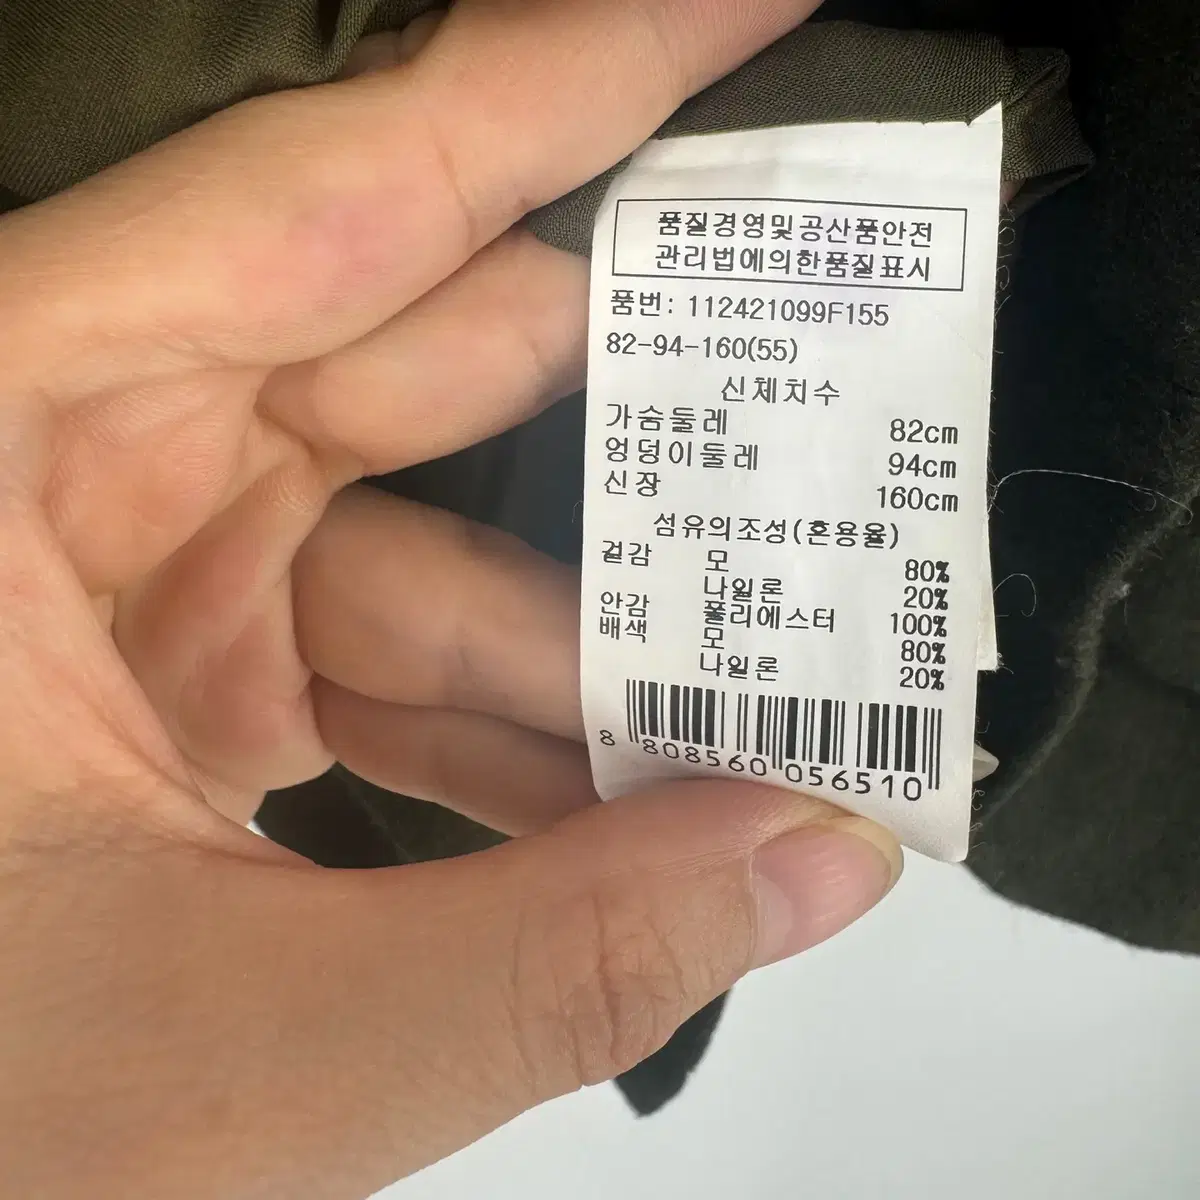 품질경영및공산품안전
관리법에의한품질표시
품번: 112421099F155
82-94-160(55)
신체치수
가슴둘레 82cm
엉덩이둘레 94cm
신장 160cm
섬유의조성(혼용율)
겉감 모 80%
나일론 20%
안감 폴리에스터 100%
배색 모 80%
나일론 20%
8 808560 056510